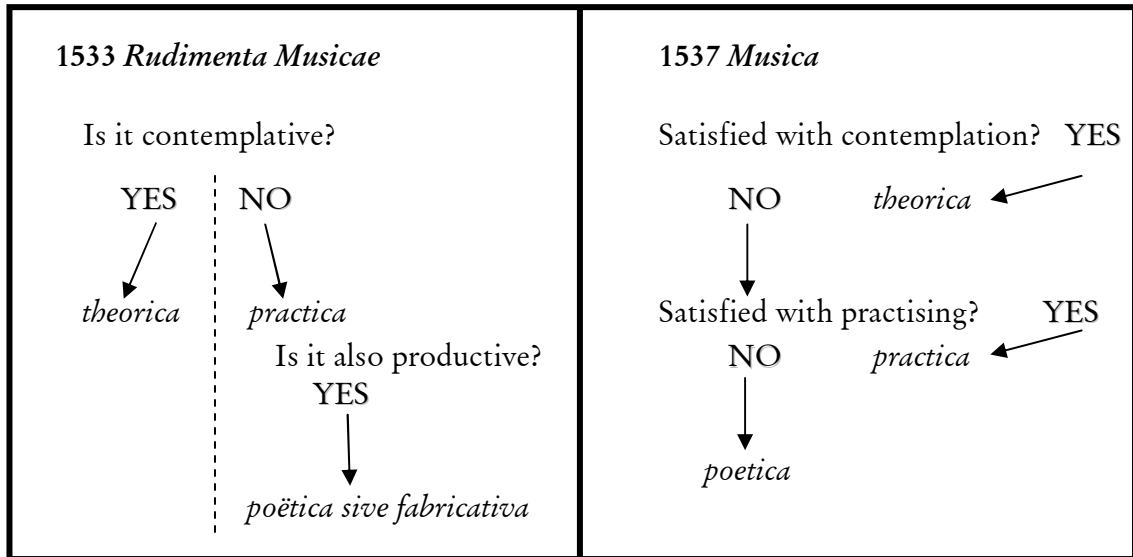 1533 Rudimenta Musicae
Is it contemplative?
YES NO
theorica practica
Is it also productive?
YES
poëtica sive fabricativa
1537 Musica
Satisfied with contemplation? YES
NO theorica
Satisfied with practising? YES
NO practica
poetica